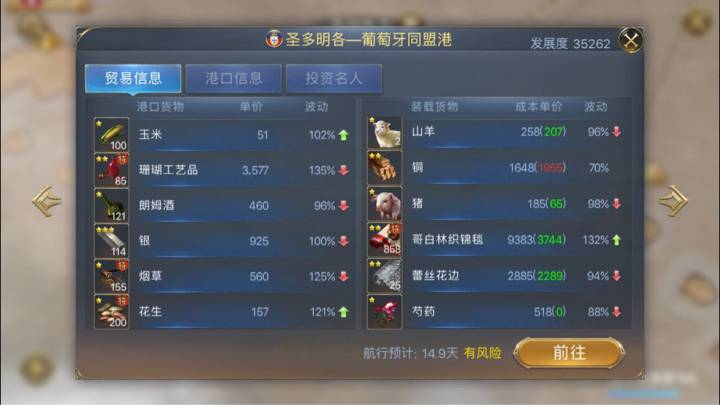 圣多明各—葡萄牙同盟港
发展度 35262
贸易信息 港口信息 投资名人
港口货物 单价 波动
玉米 51 102%
100
珊瑚工艺品 3,577 135%
特
85
朗姆酒 460 96%
121
银 925 100%
114
烟草 560 125%
特
155
花生 157 121%
特
200
装载货物 成本单价 波动
山羊 258(207) 96%
2
铜 1648(1955) 70%
猪 185(65) 98%
哥白林织锦毯 9383(3744) 132%
特
868
蕾丝花边 2885(2289) 94%
25
芍药 518(0) 88%
航行预计: 14.9天 有风险
前往